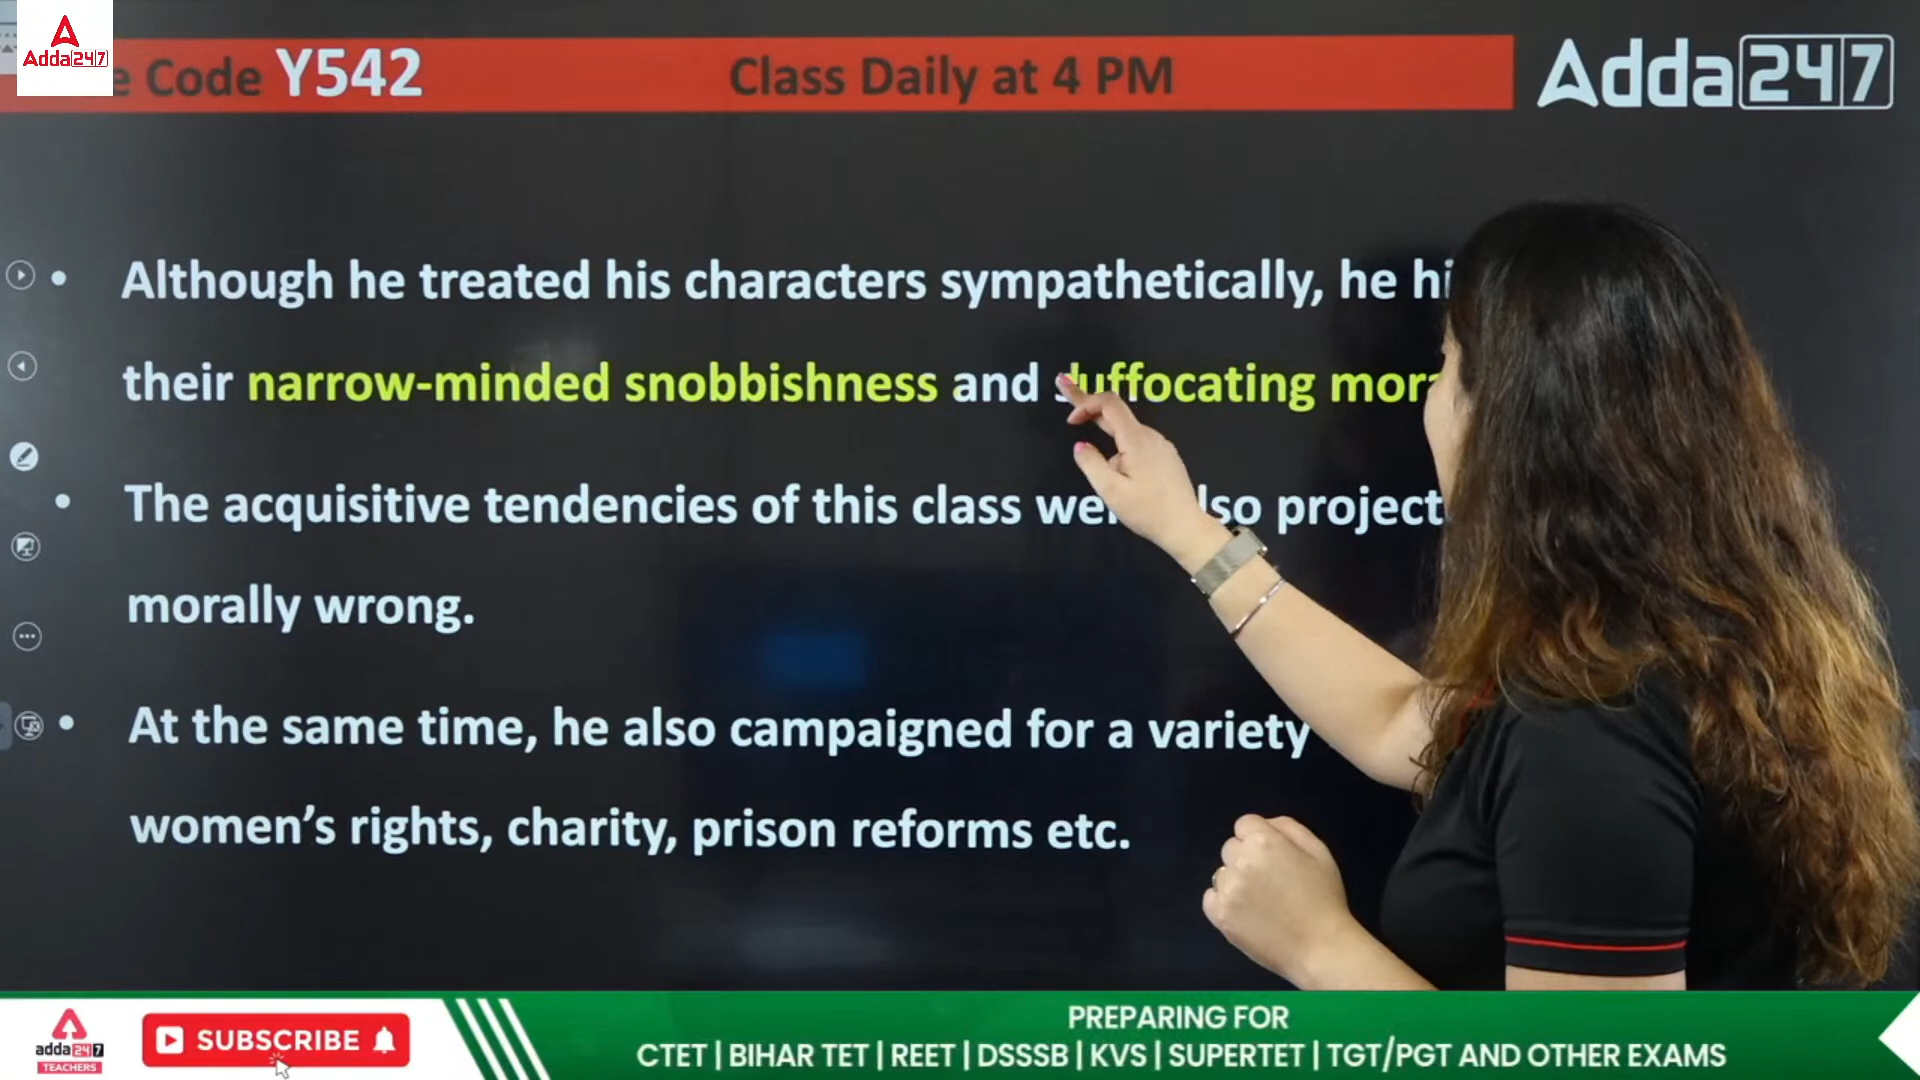 Adda247
Code Y542
Class Daily at 4 PM
Adda247
• Although he treated his characters sympathetically, he
their narrow-minded snobbishness and suffocating
• The acquisitive tendencies of this class were also
morally wrong.
• At the same time, he also campaigned for a variety
women’s rights, charity, prison reforms etc.
adda247
TEACHERS
SUBSCRIBE
PREPARING FOR
CTET | BIHAR TET | REET | DSSSB | KVS | SUPERTET | TGT/PGT AND OTHER EXAMS